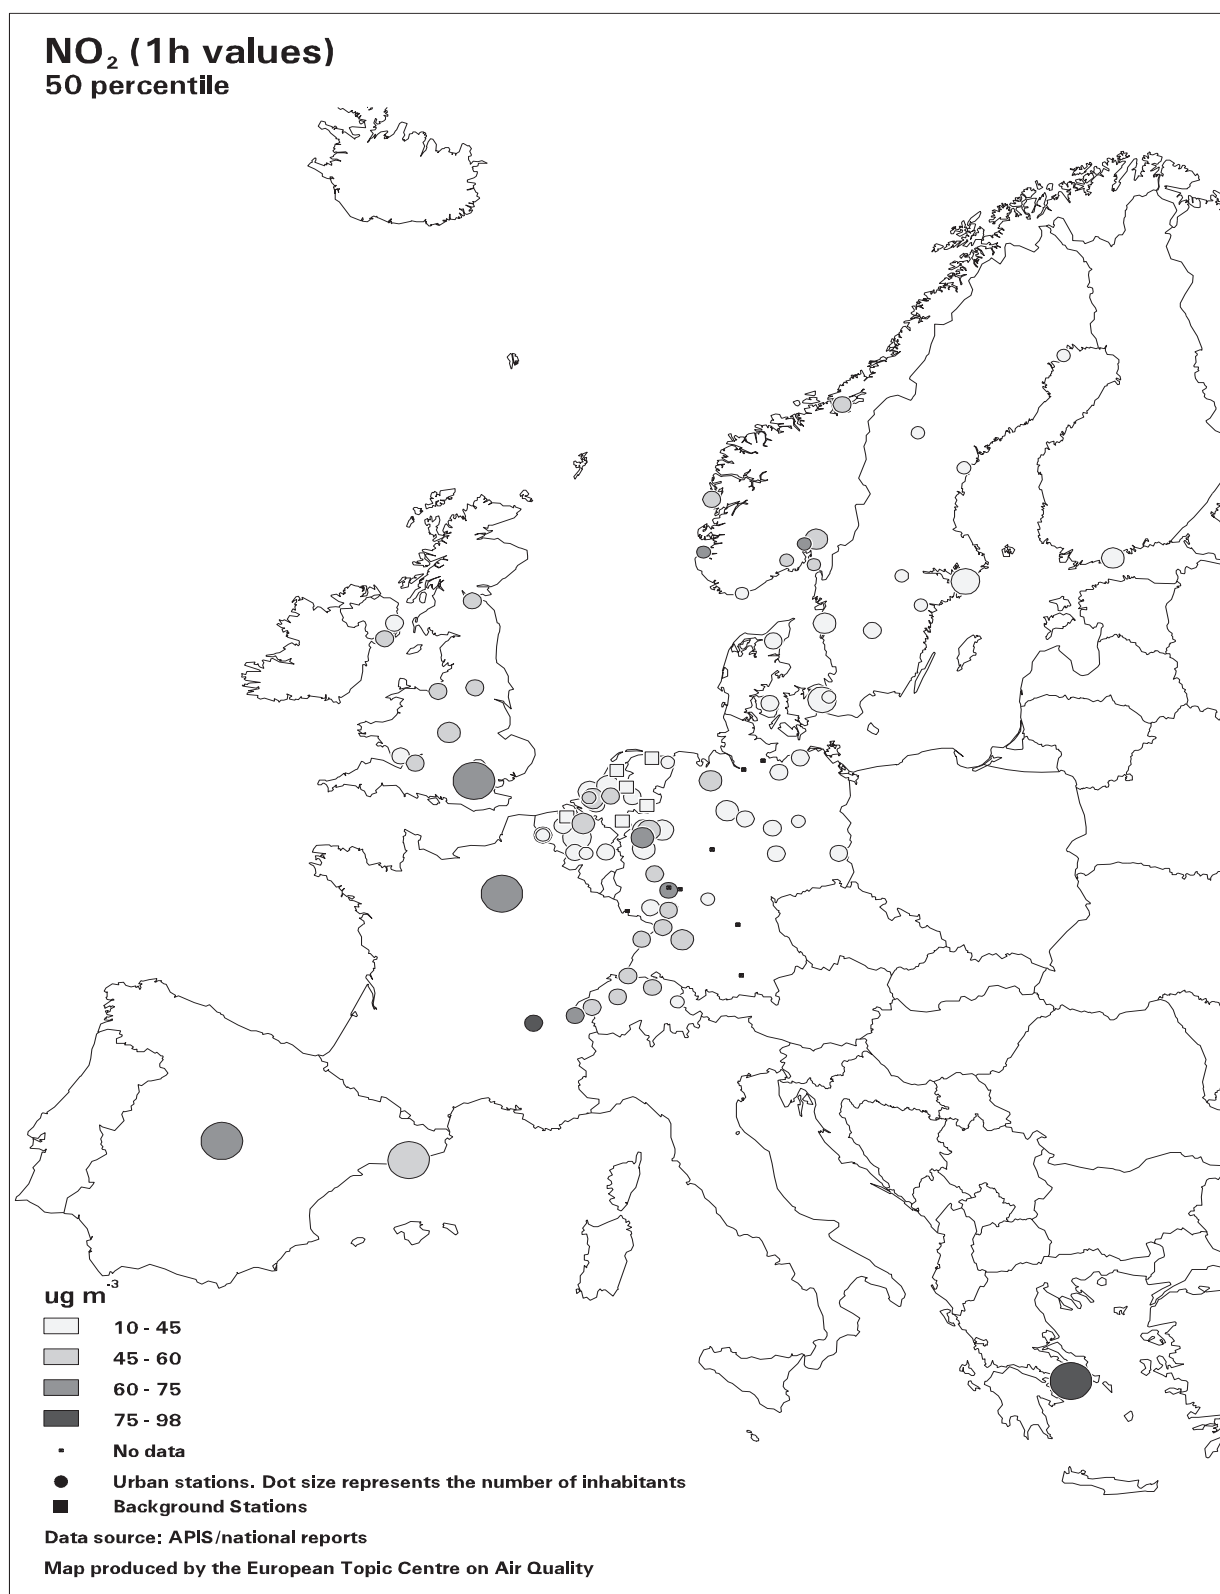 NO₂ (1h values)
50 percentile
ug m⁻³
10 - 45
45 - 60
60 - 75
75 - 98
No data
Urban stations. Dot size represents the number of inhabitants
Background Stations
Data source: APIS/national reports
Map produced by the European Topic Centre on Air Quality